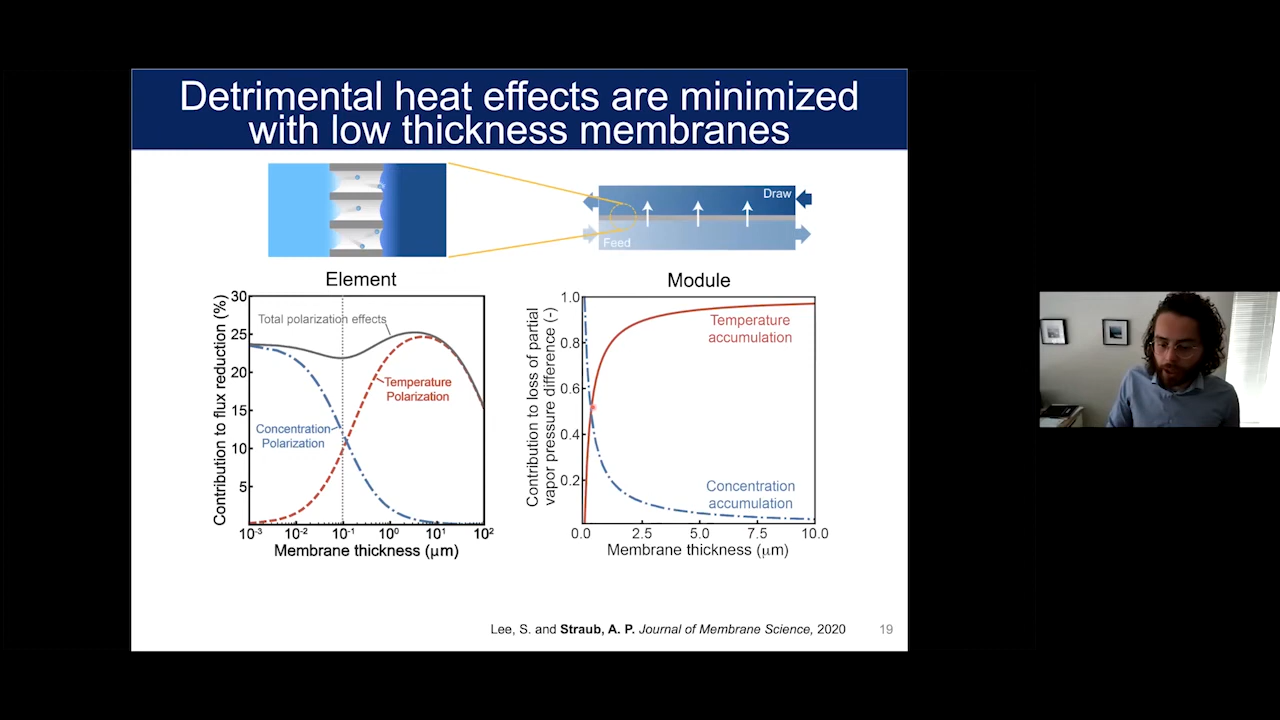 Detrimental heat effects are minimized
with low thickness membranes
Draw
Feed
Element
Contribution to flux reduction (%)
30
25
20
15
10
5
Total polarization effects
Temperature
Polarization
Concentration
Polarization
10⁻³ 10⁻² 10⁻¹ 10⁰ 10¹ 10²
Membrane thickness (μm)
Module
Contribution to loss of partial
vapor pressure difference (-)
1.0
0.8
0.6
0.4
0.2
Temperature
accumulation
Concentration
accumulation
0.0 2.5 5.0 7.5 10.0
Membrane thickness (μm)
Lee, S. and Straub, A. P. Journal of Membrane Science, 2020
19